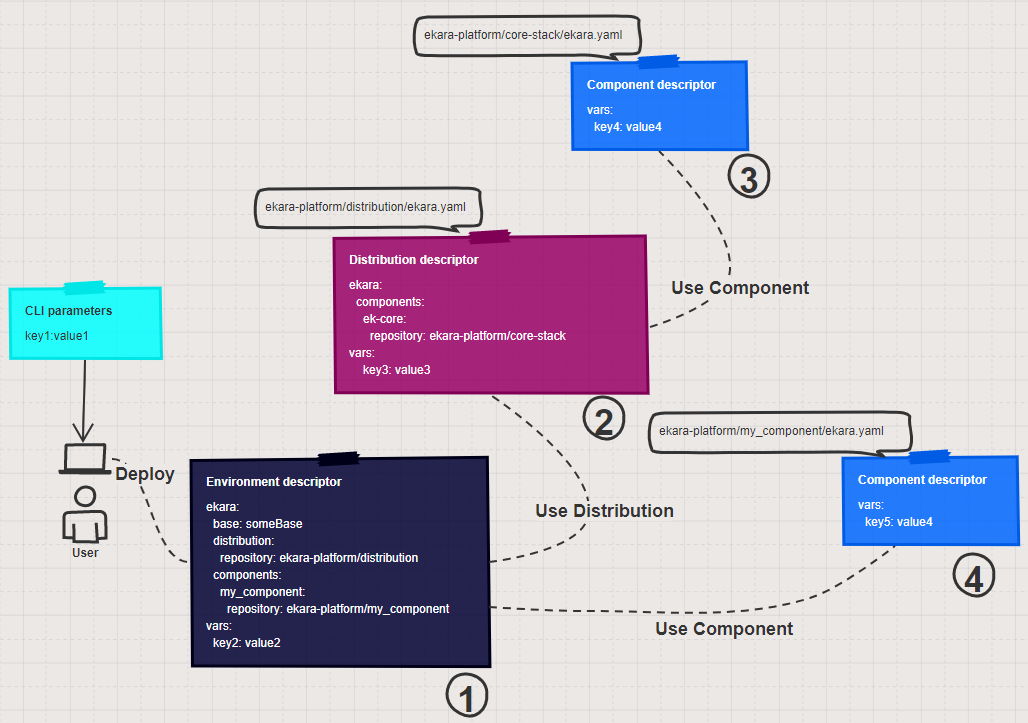 ekara-platform/core-stack/ekara.yaml
Component descriptor
vars:
key4: value4
3
ekara-platform/distribution/ekara.yaml
Distribution descriptor
ekara:
components:
ek-core:
repository: ekara-platform/core-stack
vars:
key3: value3
2
Use Component
CLI parameters
key1:value1
Deploy
User
Environment descriptor
ekara:
base: someBase
distribution:
repository: ekara-platform/distribution
components:
my_component:
repository: ekara-platform/my_component
vars:
key2: value2
1
Use Distribution
ekara-platform/my_component/ekara.yaml
Component descriptor
vars:
key5: value4
4
Use Component